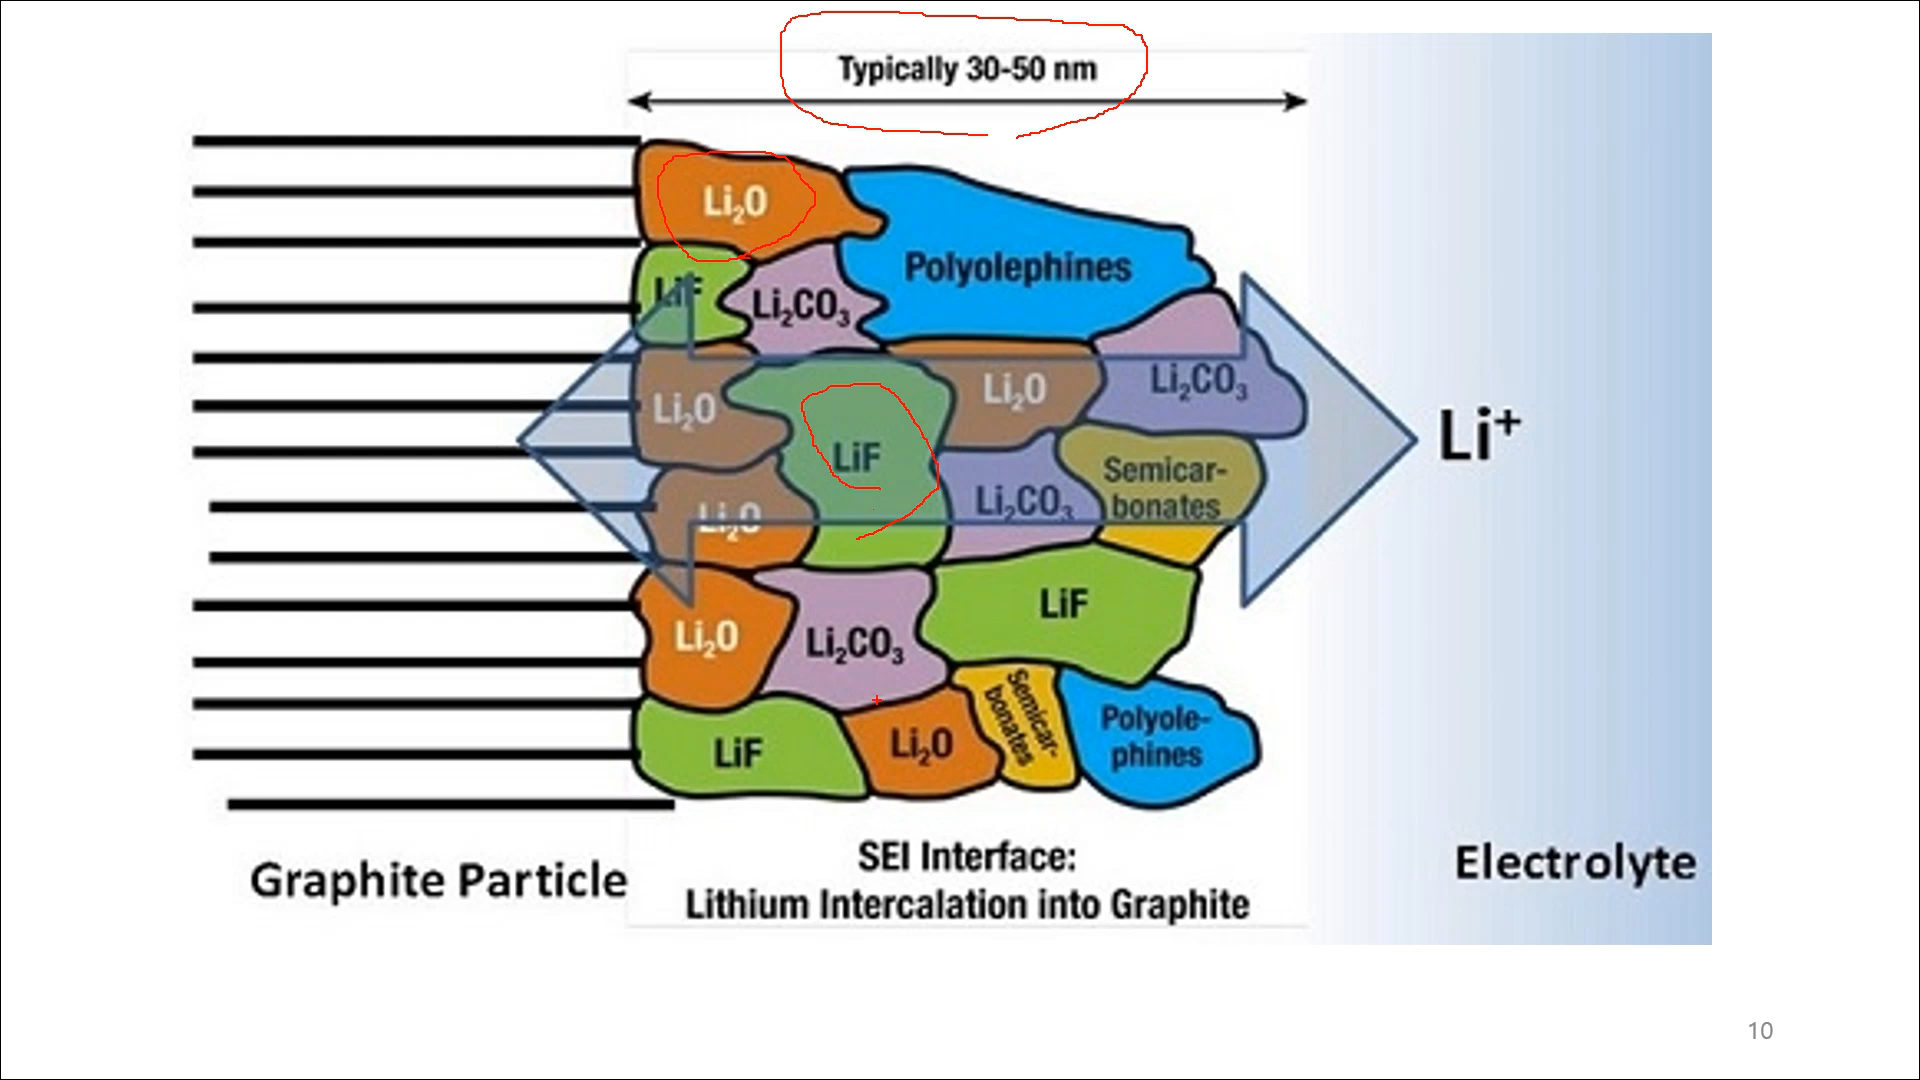 Typically 30-50 nm
Li₂O
Polyolephines
LiF
Li₂CO₃
Li₂O
Li₂O
Li₂CO₃
Li⁺
LiF
Semicar-
bonates
Li₂CO₃
Li₂O
LiF
Li₂O
Li₂CO₃
Semicar-
bonates
Polyole-
phines
LiF
Li₂O
SEI Interface:
Lithium Intercalation into Graphite
Graphite Particle
Electrolyte
10